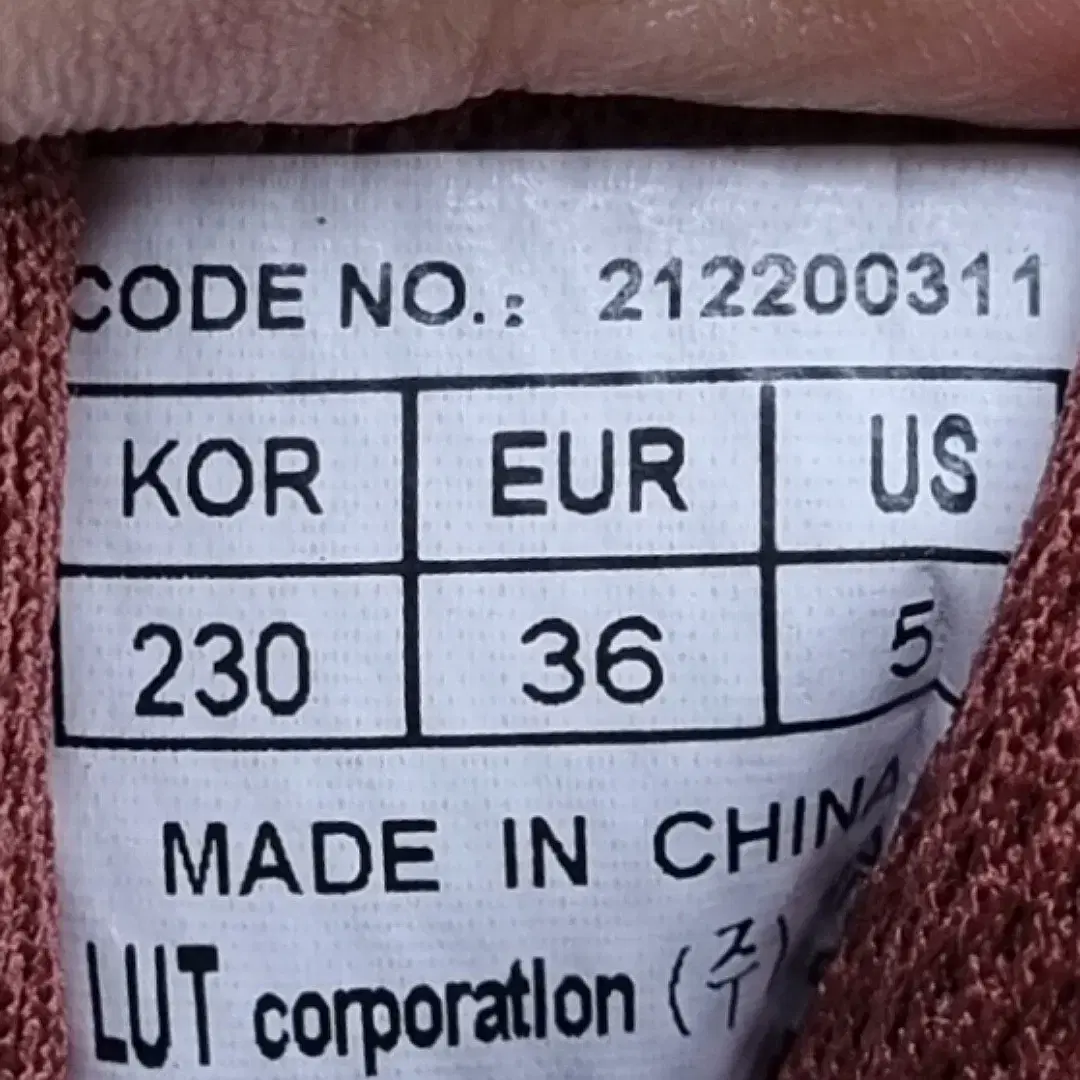 CODE NO.: 212200311
KOR EUR US
230 36 5
MADE IN CHINA
LUT corporation (주)